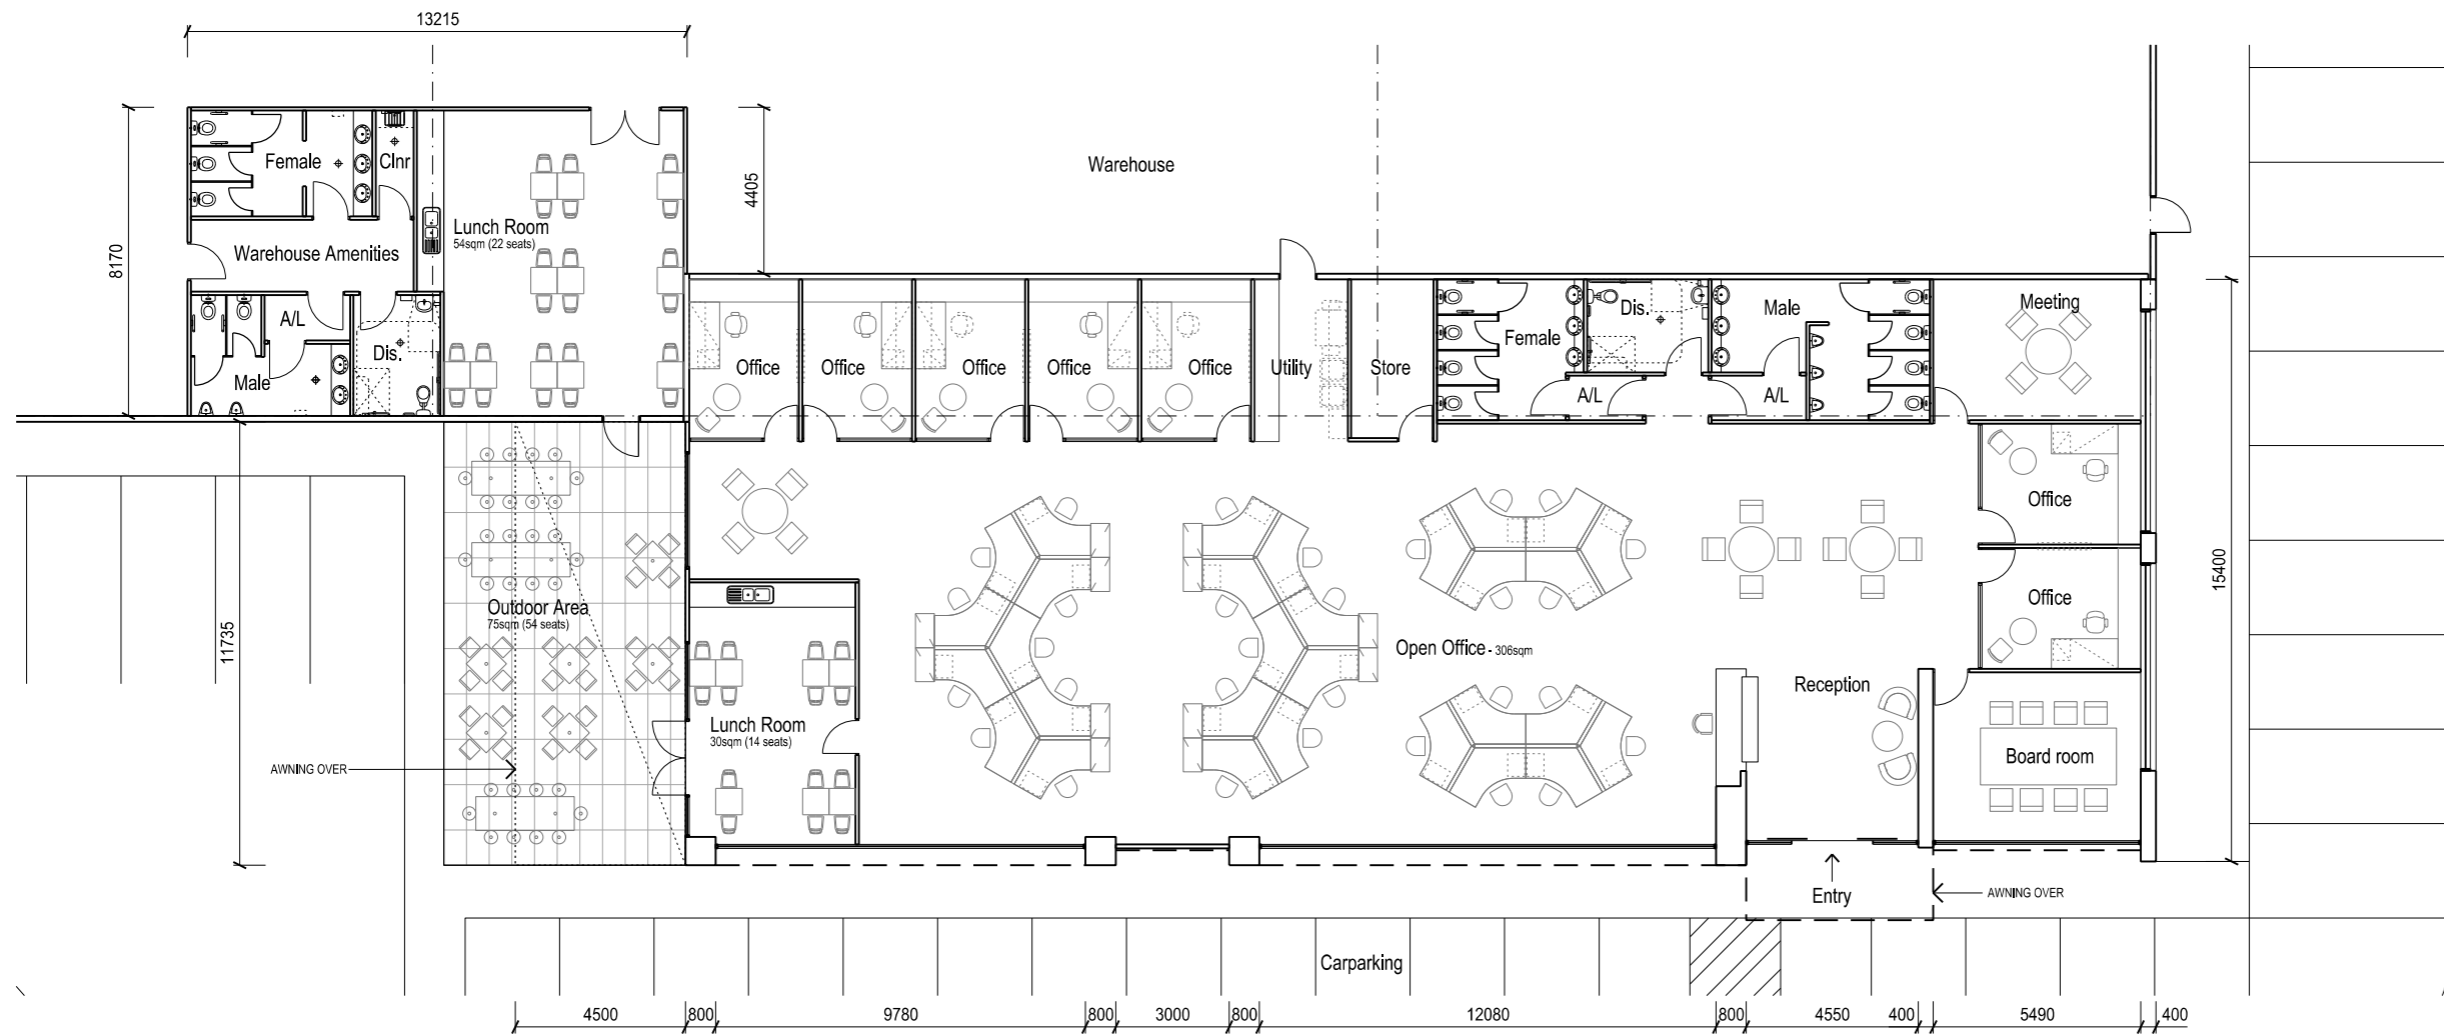 13215
Warehouse
Female
Clnr
4405
Lunch Room
54sqm (22 seats)
Warehouse Amenities
8170
A/L
Dis.
Male
Office
Office
Office
Office
Office
Utility
Store
Female
Dis.
Male
A/L
A/L
Meeting
Office
Office
15400
Outdoor Area
75sqm (54 seats)
11735
Open Office - 306sqm
Reception
Lunch Room
30sqm (14 seats)
Board room
AWNING OVER
Entry
AWNING OVER
Carparking
4500 800 9780 800 3000 800 12080 800 4550 400 5490 400